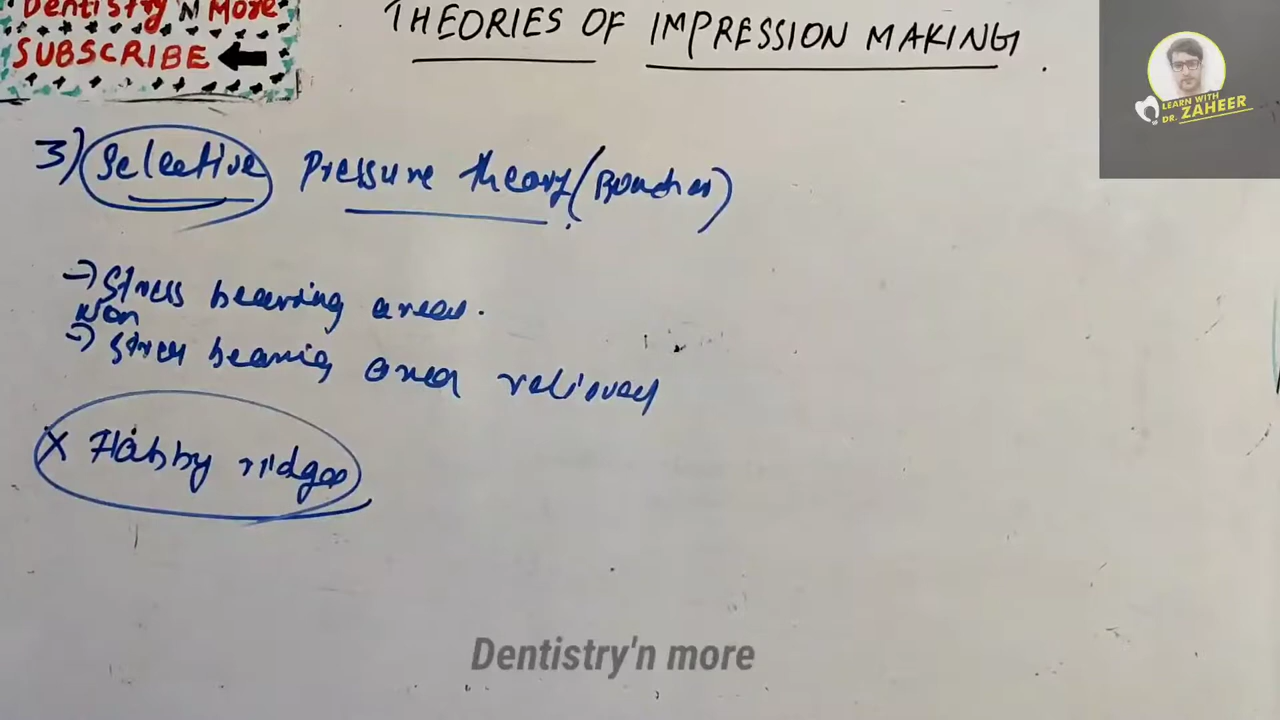 Dentistry N More
SUBSCRIBE
THEORIES OF IMPRESSION MAKING
LEARN WITH
DR. ZAHEER
3) Selective Pressure theory (Boucher)
→ Stress bearing areas.
Non
→ Stress bearing area relieved
X Flabby ridges
Dentistry'n more